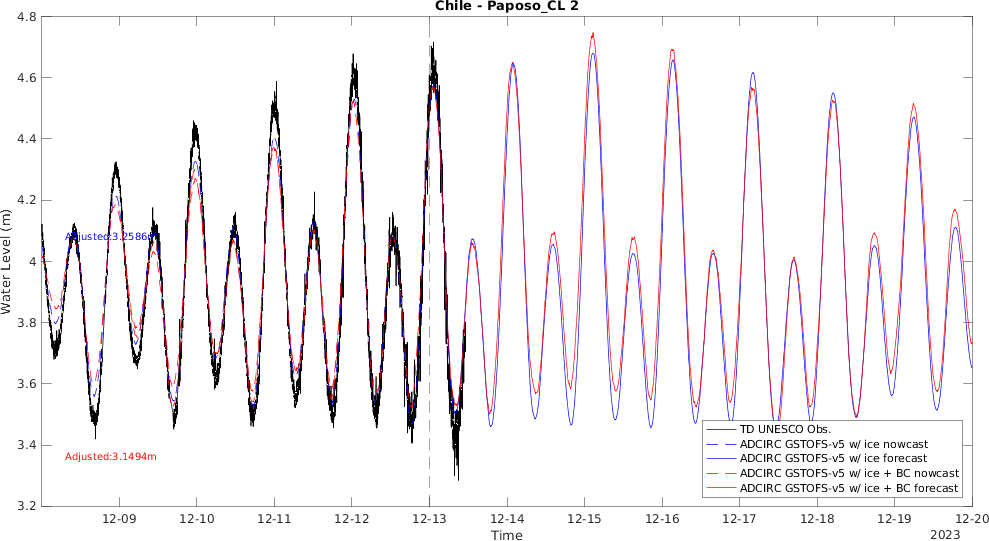 Chile - Paposo_CL 2
Water Level (m)
4.8
4.6
4.4
4.2
4
3.8
3.6
3.4
3.2
Adjusted:3.2586m
Adjusted:3.1494m
TD UNESCO Obs.
ADCIRC GSTOFS-v5 w/ ice nowcast
ADCIRC GSTOFS-v5 w/ ice forecast
ADCIRC GSTOFS-v5 w/ ice + BC nowcast
ADCIRC GSTOFS-v5 w/ ice + BC forecast
12-09 12-10 12-11 12-12 12-13 12-14 12-15 12-16 12-17 12-18 12-19 12-20
Time
2023